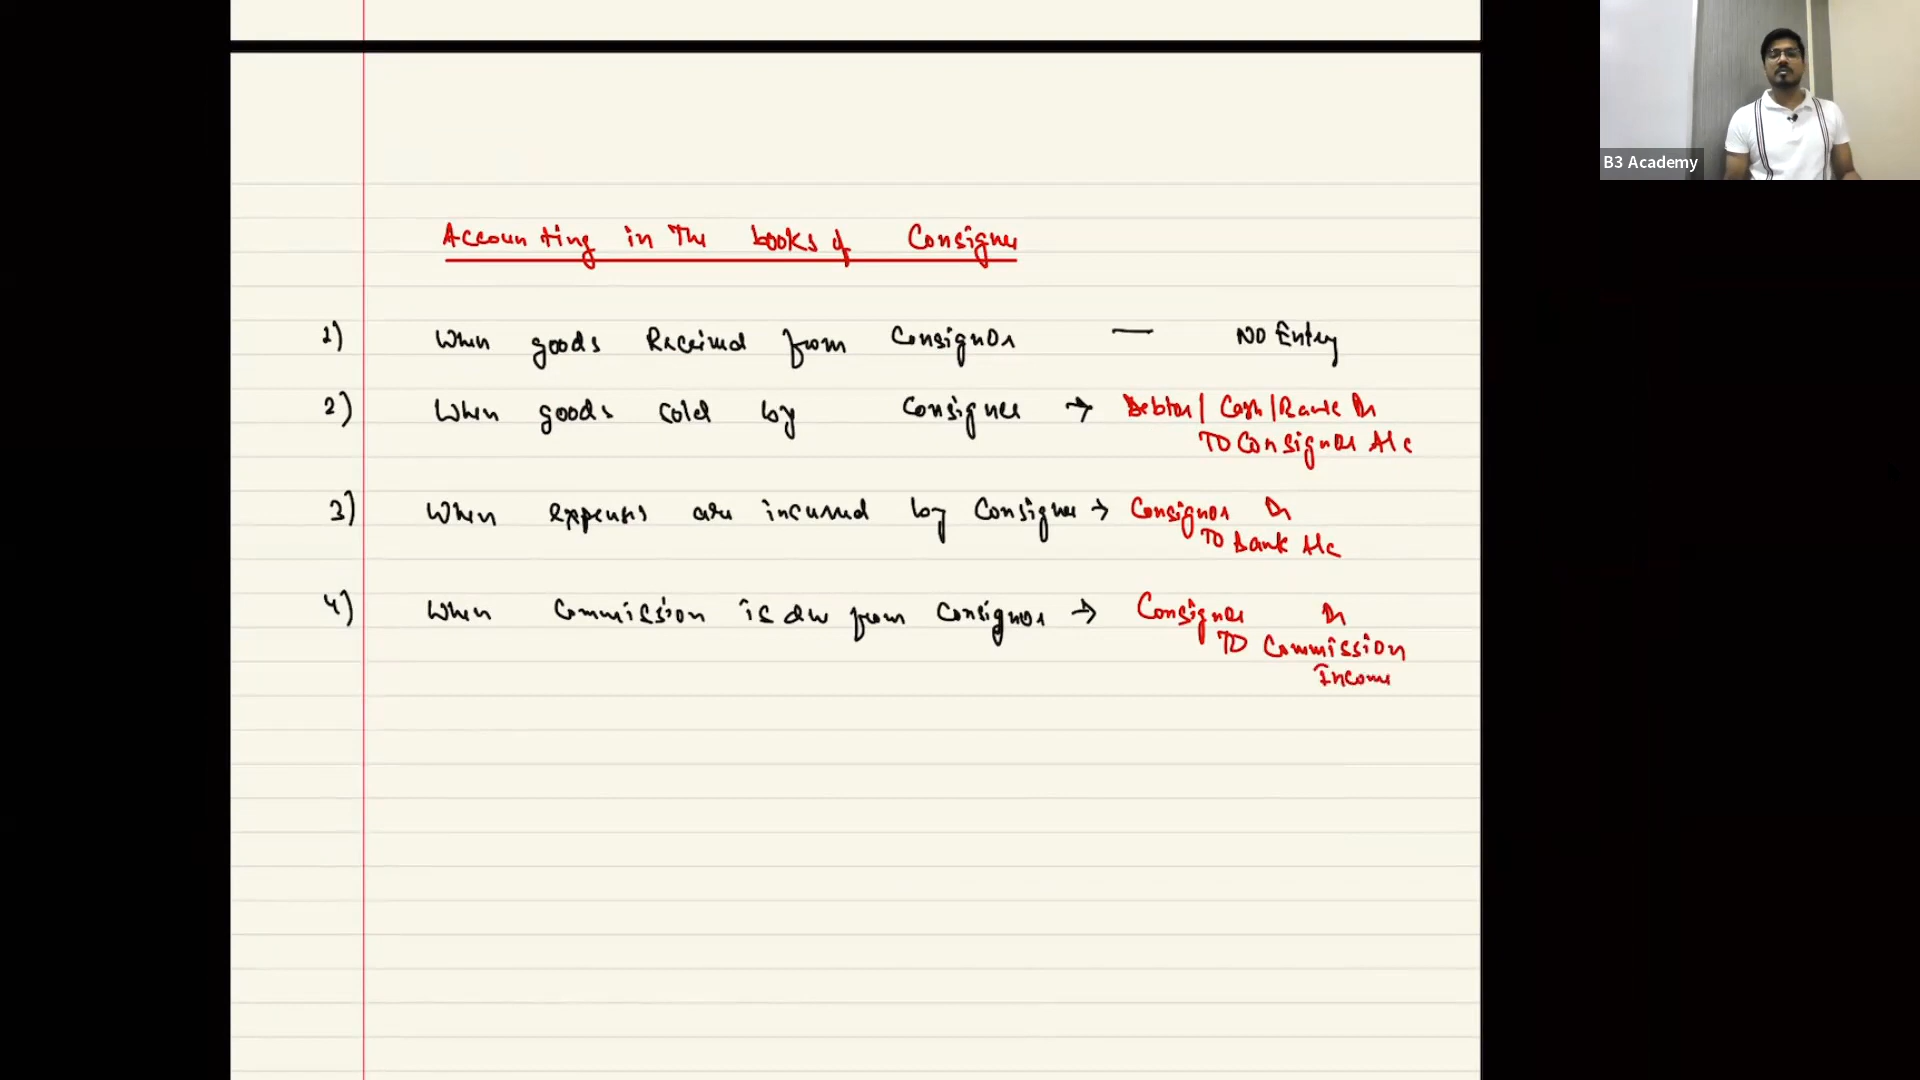 B3 Academy
Accounting in The books of Consignee
1) When goods Received from Consignor — No Entry
2) When goods sold by Consignee → Debtor/ Cash/Bank Dr
To Consignor A/c
3) When expenses are incurred by Consignee → Consignor Dr
To Bank A/c
4) When Commission is due from Consignor → Consignor Dr
To Commission
Income